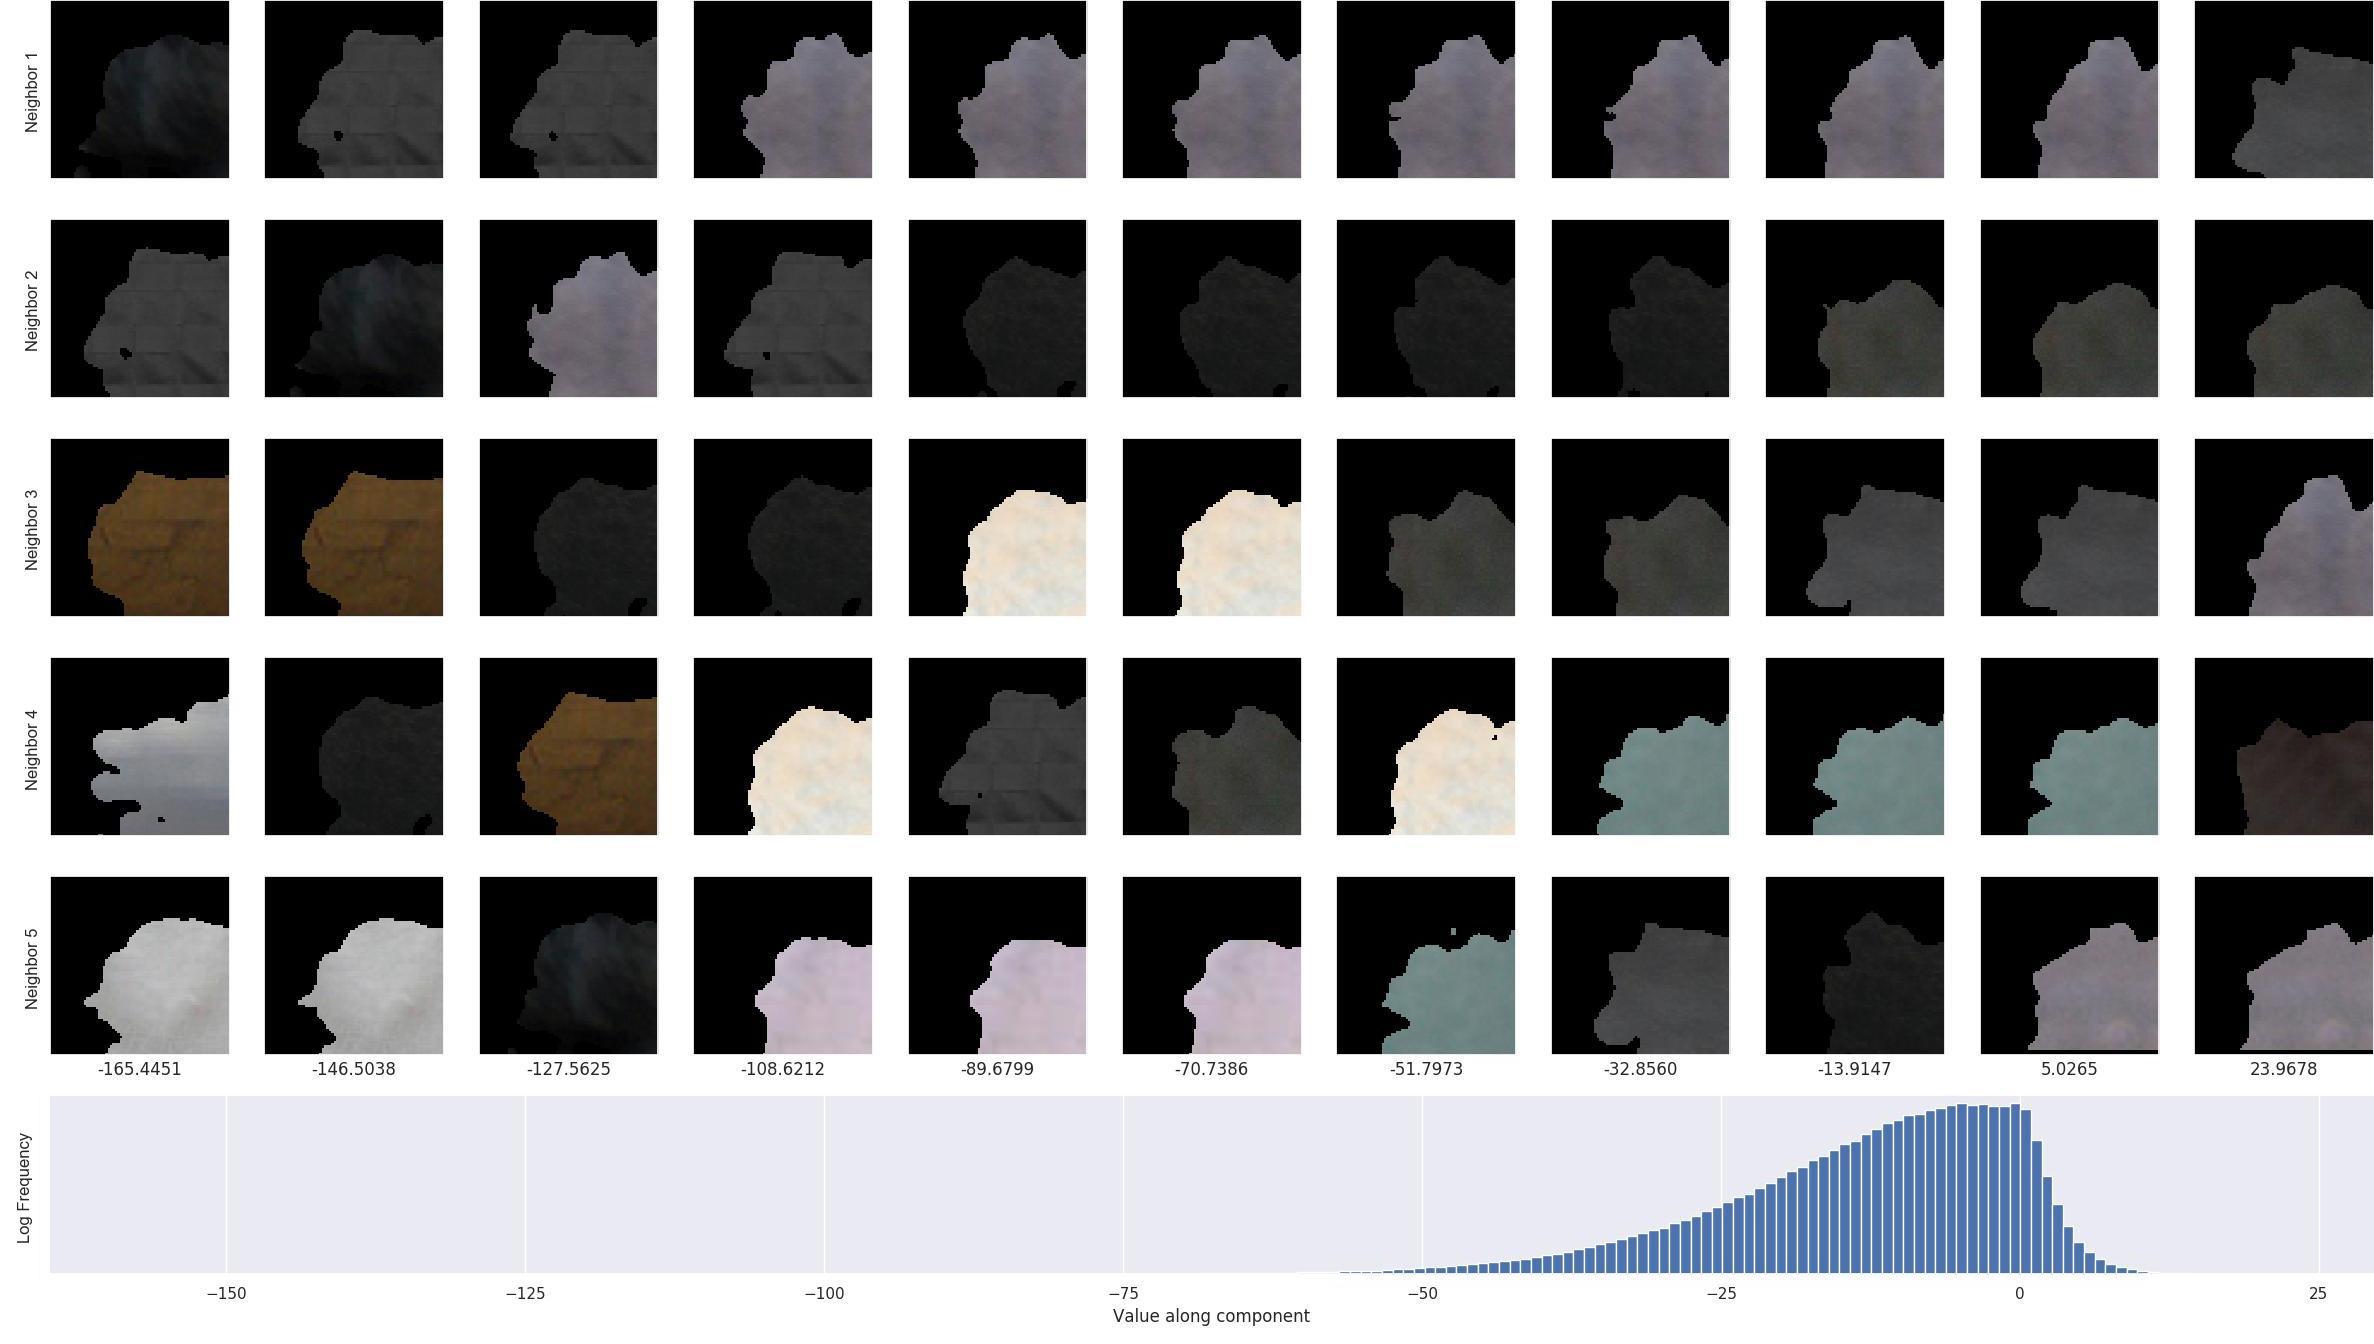 Neighbor 1
Neighbor 2
Neighbor 3
Neighbor 4
Neighbor 5
-165.4451 -146.5038 -127.5625 -108.6212 -89.6799 -70.7386 -51.7973 -32.8560 -13.9147 5.0265 23.9678
Log Frequency
−150 −125 −100 −75 −50 −25 0 25
Value along component